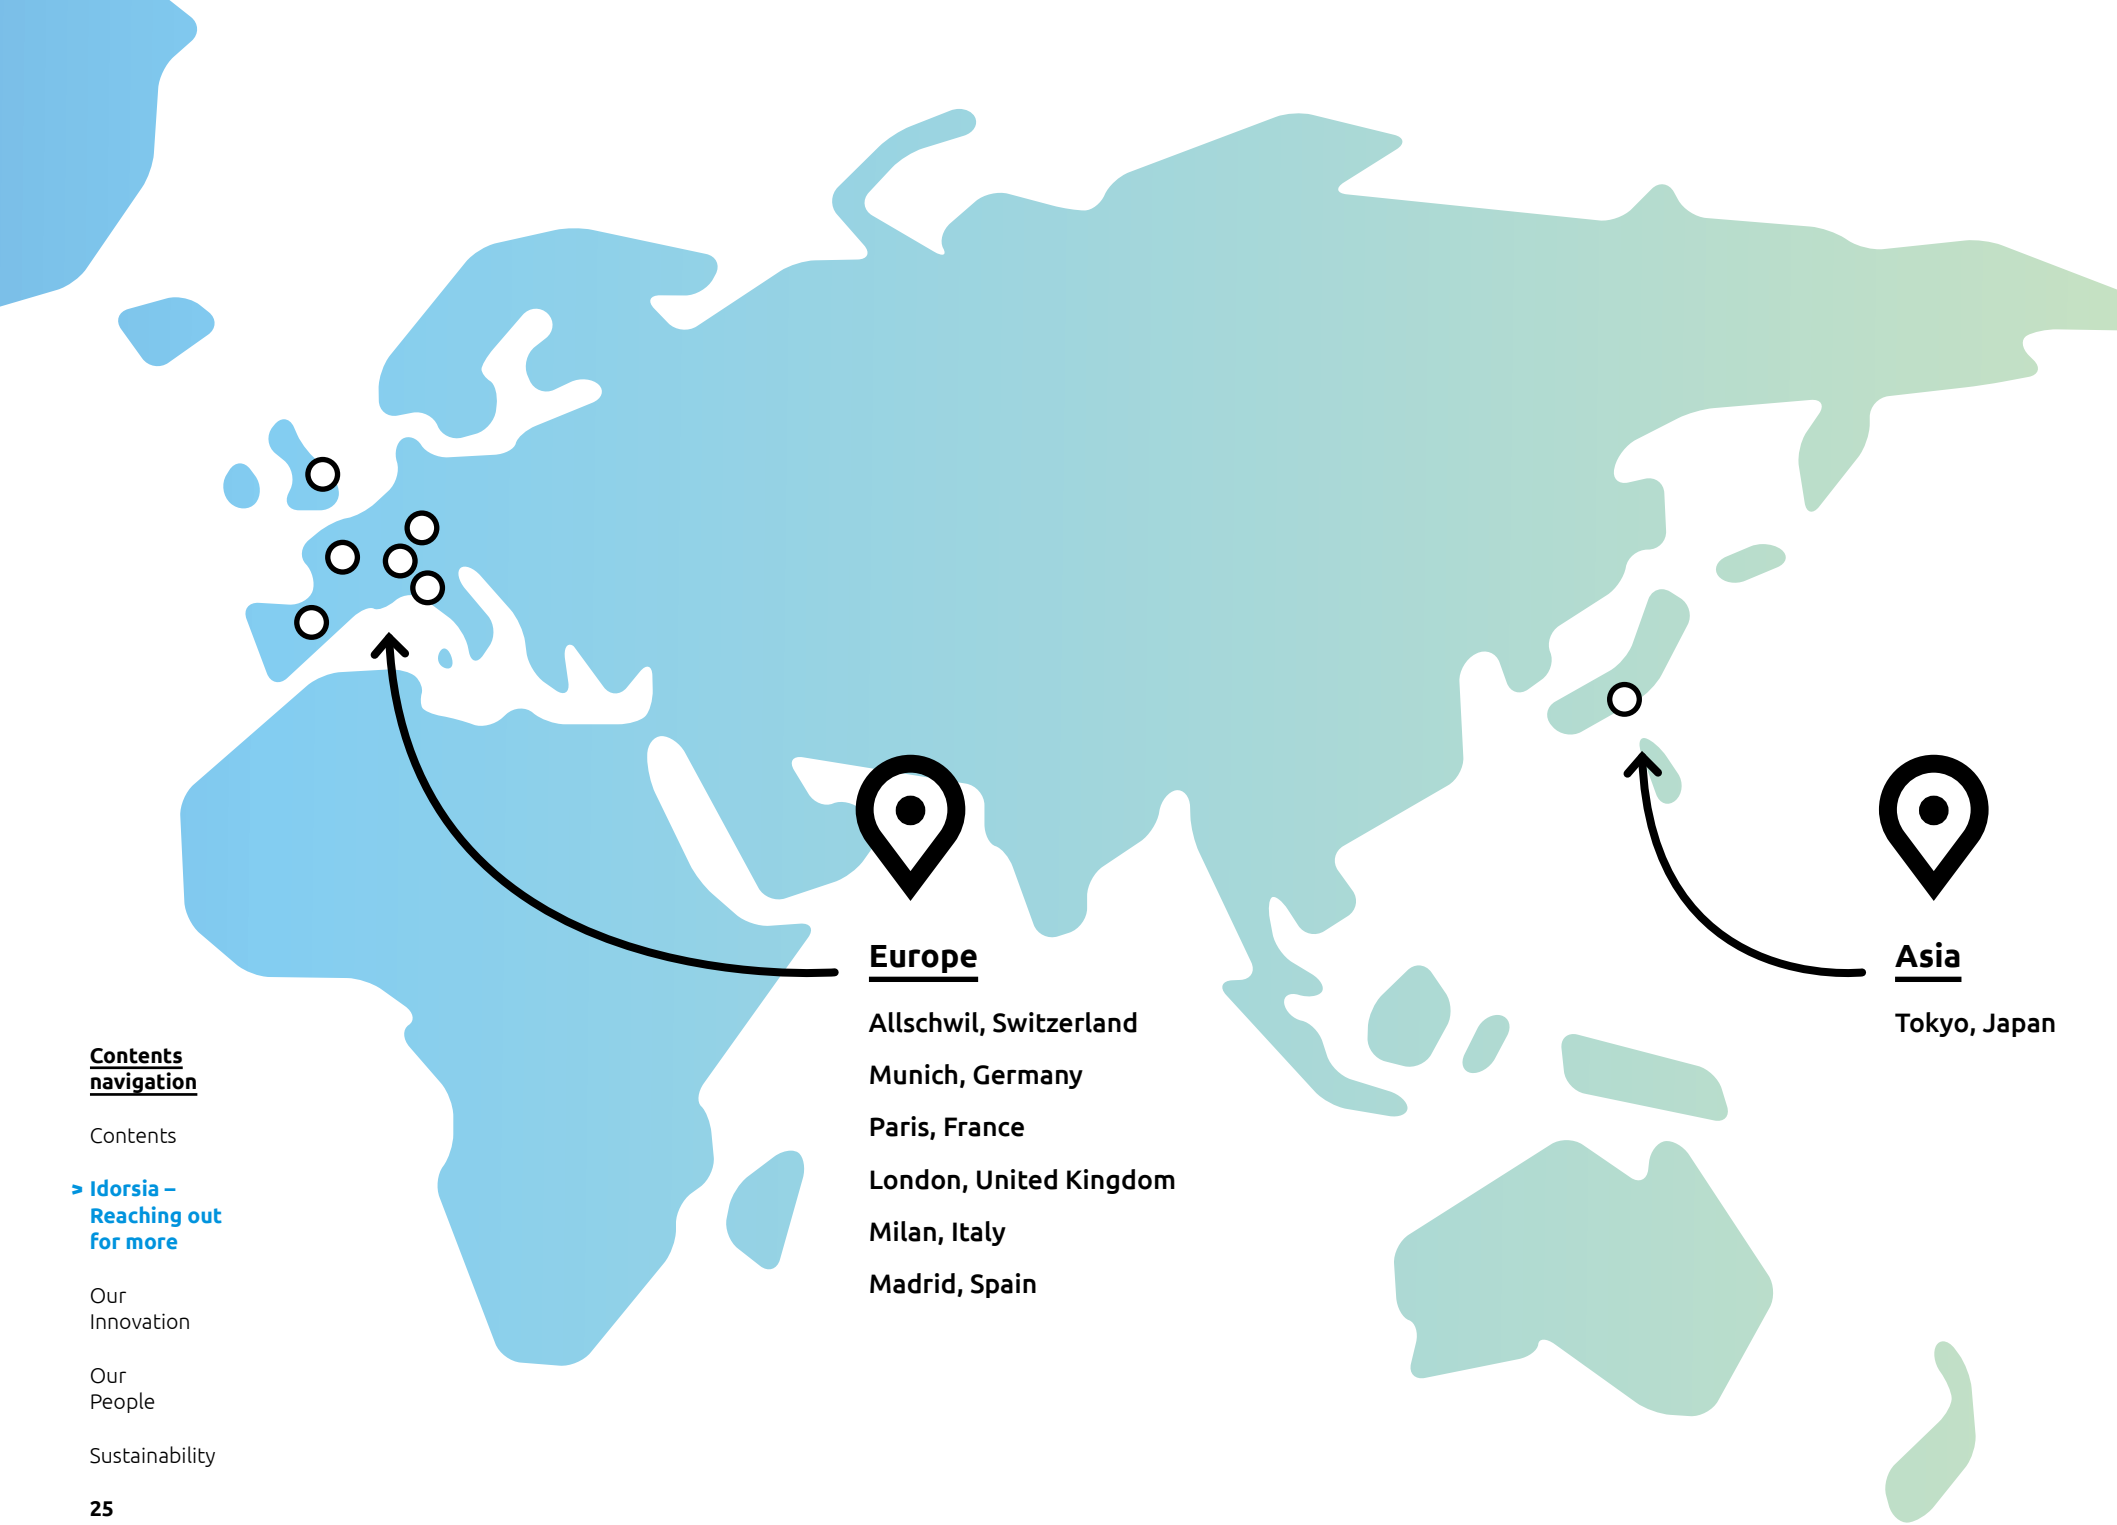 Europe
Allschwil, Switzerland
Munich, Germany
Paris, France
London, United Kingdom
Milan, Italy
Madrid, Spain
Asia
Tokyo, Japan
Contents
navigation
Contents
> Idorsia –
Reaching out
for more
Our
Innovation
Our
People
Sustainability
25